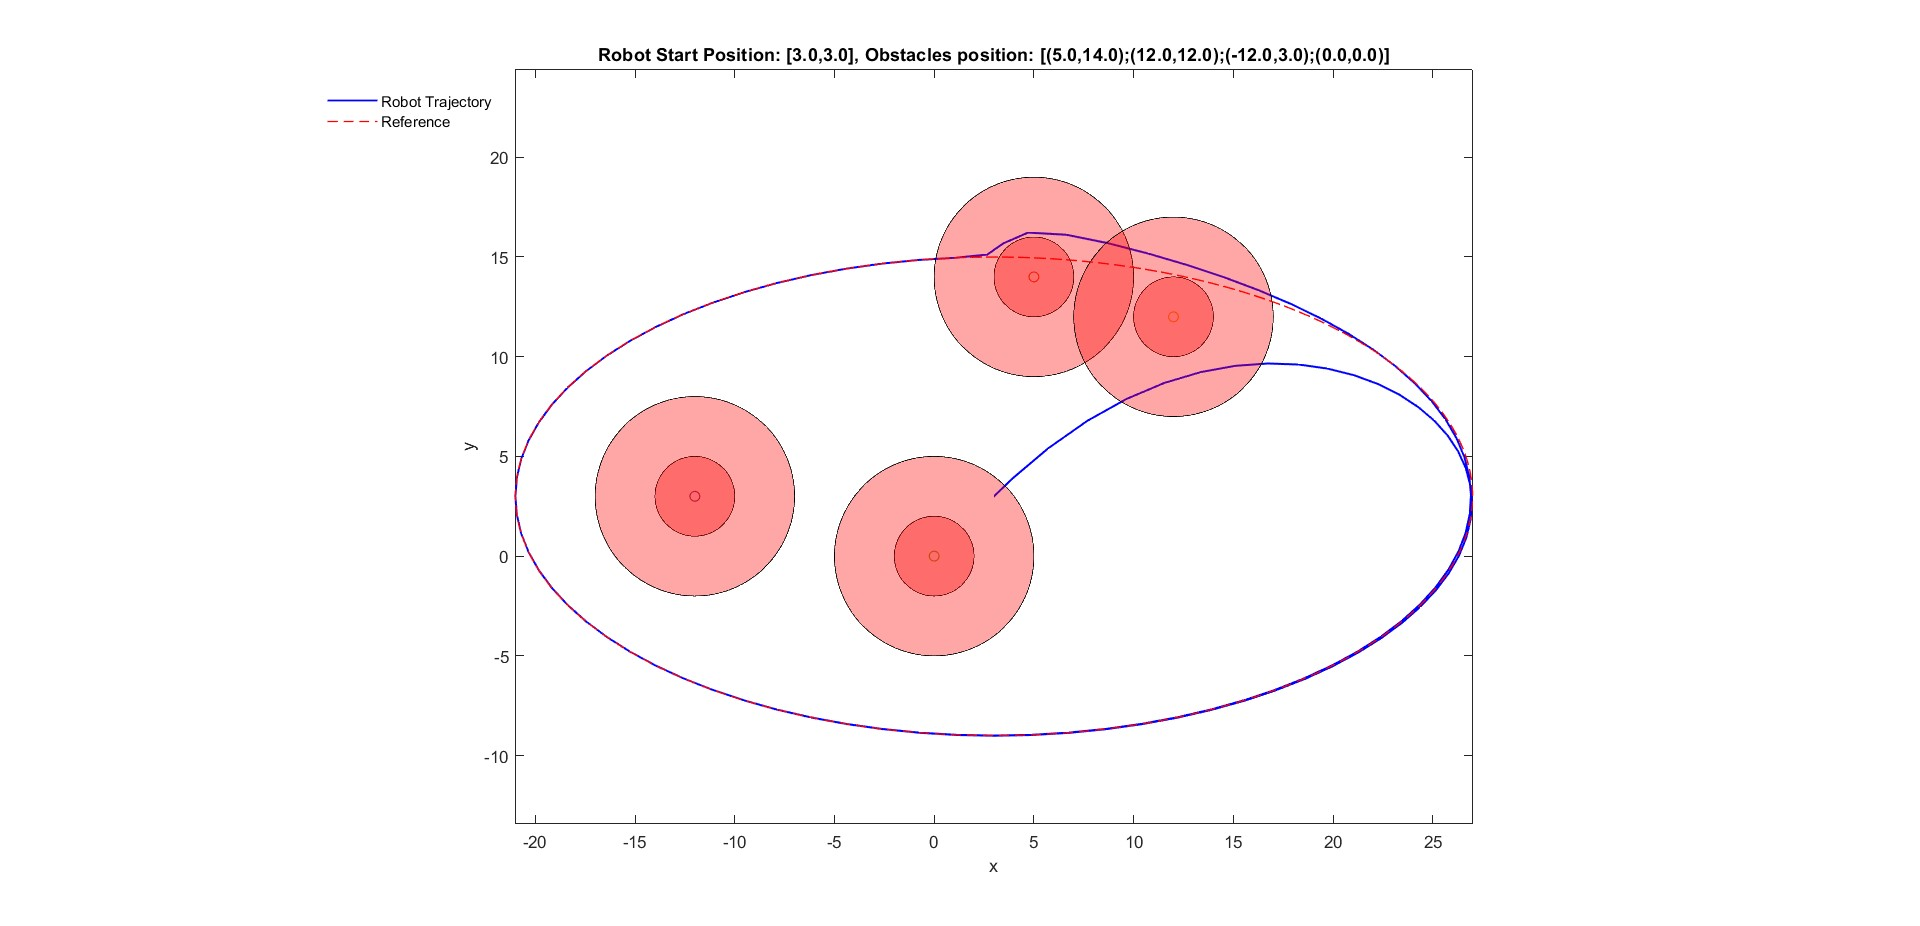 Robot Start Position: [3.0,3.0], Obstacles position: [(5.0,14.0);(12.0,12.0);(-12.0,3.0);(0.0,0.0)]
Robot Trajectory
Reference
20
15
10
5
0
-5
-10
y
-20 -15 -10 -5 0 5 10 15 20 25
x